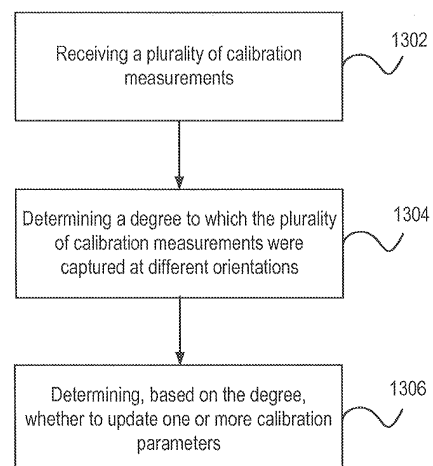 Receiving a plurality of calibration
measurements
1302
Determining a degree to which the plurality
of calibration measurements were
captured at different orientations
1304
Determining, based on the degree,
whether to update one or more calibration
parameters
1306